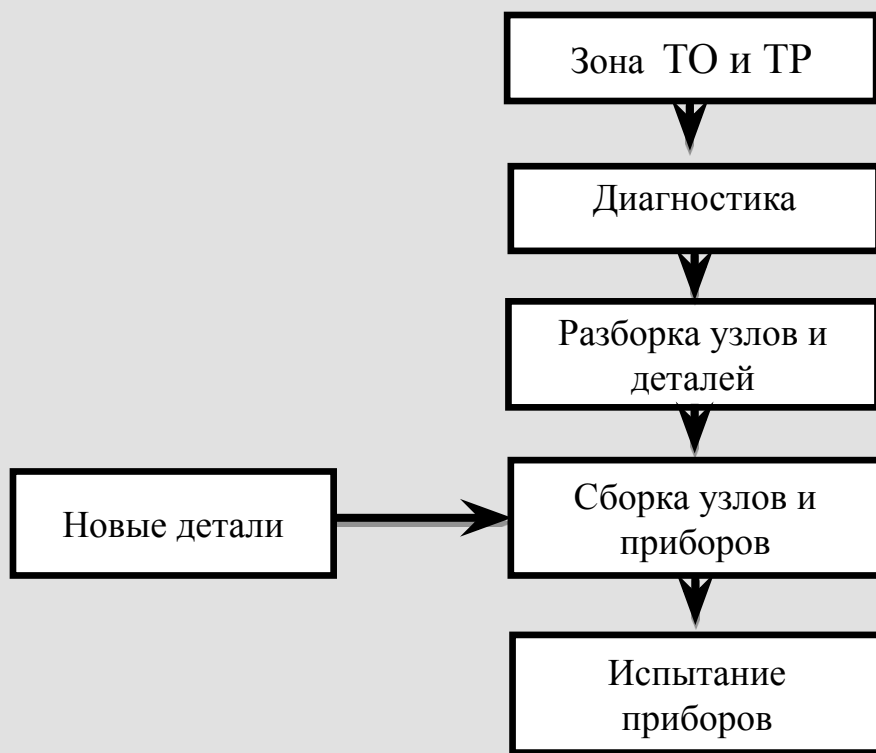 Зона ТО и ТР
Диагностика
Разборка узлов и
деталей
Новые детали
Сборка узлов и
приборов
Испытание
приборов